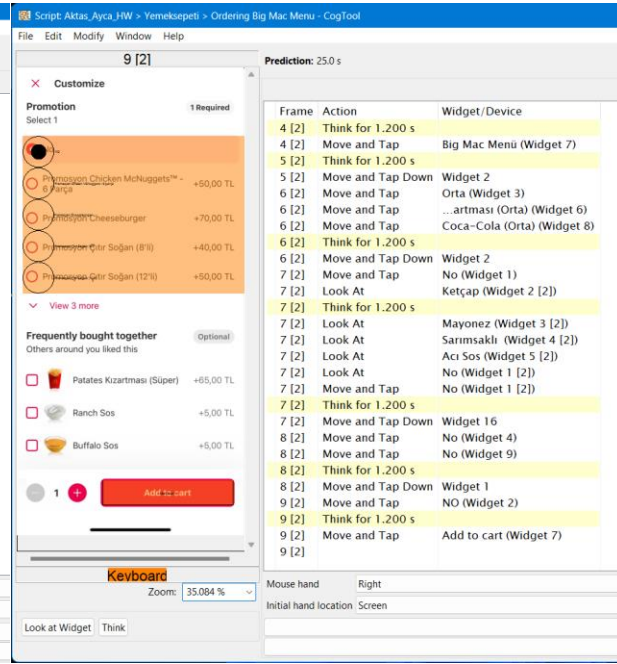 Script: Aktas_Ayca_HW > Yemeksepeti > Ordering Big Mac Menu - CogTool
File Edit Modify Window Help
9 [2]
Customize
Promotion
1 Required
Select 1
Promosyon Chicken McNuggets™ - 6 Parça
+50,00 TL
Promosyon Cheeseburger
+70,00 TL
Promosyon Çıtır Soğan (8'li)
+40,00 TL
Promosyon Çıtır Soğan (12'li)
+50,00 TL
View 3 more
Frequently bought together
Optional
Others around you liked this
Patates Kızartması (Süper)
+65,00 TL
Ranch Sos
+5,00 TL
Buffalo Sos
+5,00 TL
1
Add to cart
Keyboard
Zoom: 35.084 %
Look at Widget Think
Prediction: 25.0 s
Frame Action Widget/Device
4 [2] Think for 1.200 s
4 [2] Move and Tap Big Mac Menü (Widget 7)
5 [2] Think for 1.200 s
5 [2] Move and Tap Down Widget 2
6 [2] Move and Tap Orta (Widget 3)
6 [2] Move and Tap ...artması (Orta) (Widget 6)
6 [2] Move and Tap Coca-Cola (Orta) (Widget 8)
6 [2] Think for 1.200 s
6 [2] Move and Tap Down Widget 2
7 [2] Move and Tap No (Widget 1)
7 [2] Look At Ketçap (Widget 2 [2])
7 [2] Think for 1.200 s
7 [2] Look At Mayonez (Widget 3 [2])
7 [2] Look At Sarımsaklı (Widget 4 [2])
7 [2] Look At Acı Sos (Widget 5 [2])
7 [2] Look At No (Widget 1 [2])
7 [2] Move and Tap No (Widget 1 [2])
7 [2] Think for 1.200 s
7 [2] Move and Tap Down Widget 16
8 [2] Move and Tap No (Widget 4)
8 [2] Move and Tap No (Widget 9)
8 [2] Think for 1.200 s
8 [2] Move and Tap Down Widget 1
9 [2] Move and Tap NO (Widget 2)
9 [2] Think for 1.200 s
9 [2] Move and Tap Add to cart (Widget 7)
9 [2]
Mouse hand Right
Initial hand location Screen